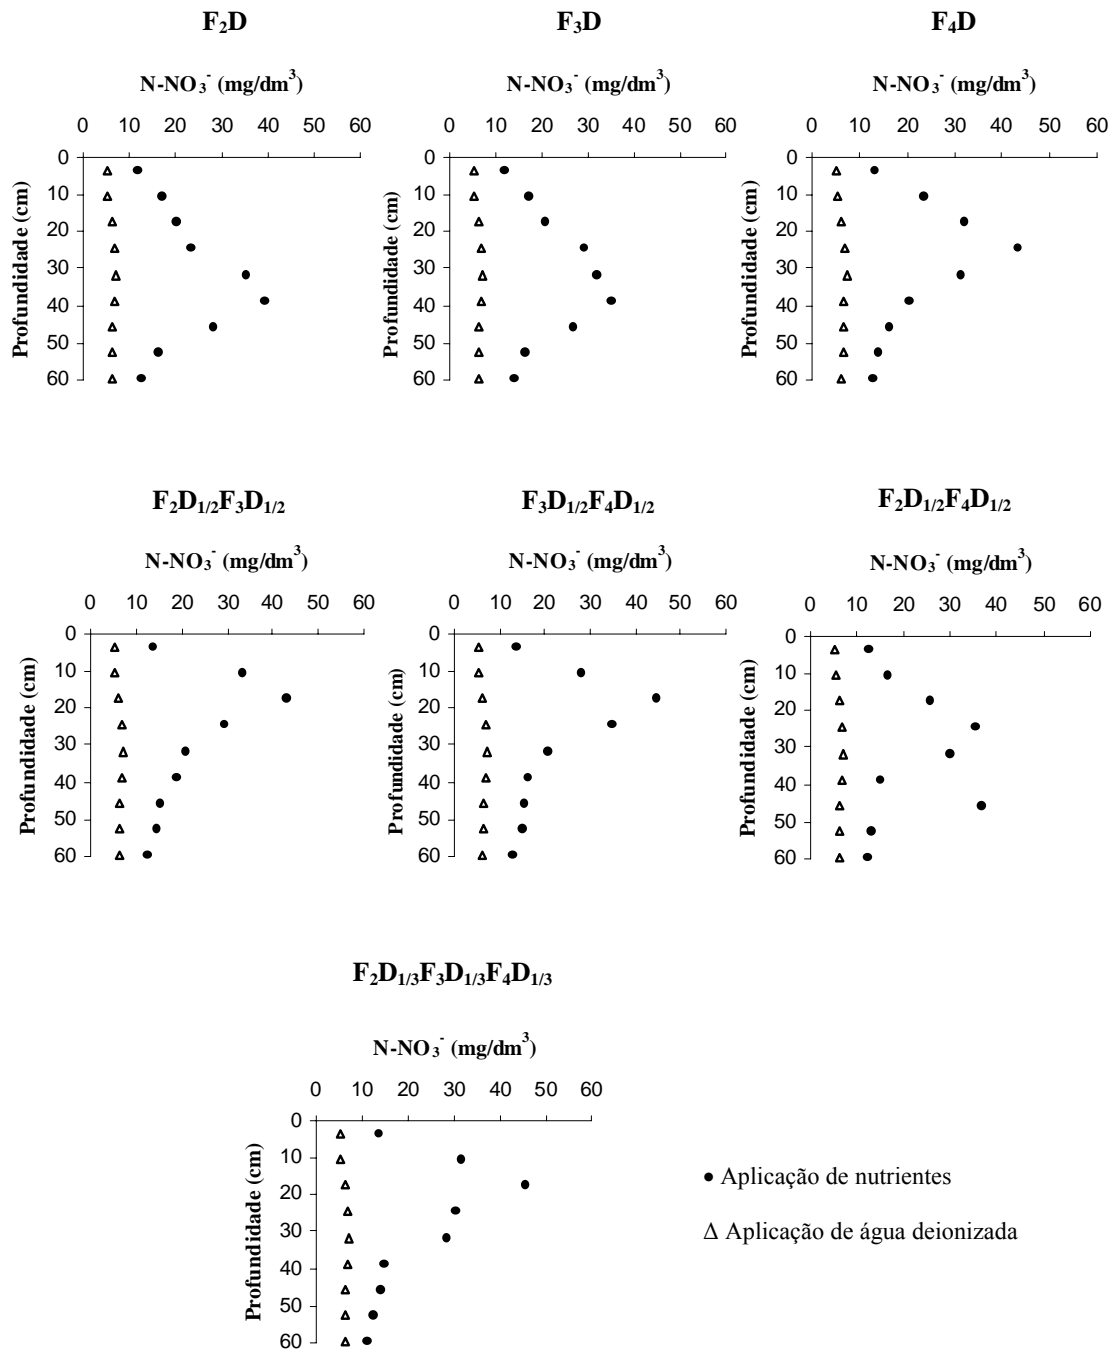 F₂D
F₃D
F₄D
N-NO₃⁻ (mg/dm³)
N-NO₃⁻ (mg/dm³)
N-NO₃⁻ (mg/dm³)
0 10 20 30 40 50 60
0 10 20 30 40 50 60
0 10 20 30 40 50 60
Profundidade (cm)
0
10
20
30
40
50
60
Profundidade (cm)
0
10
20
30
40
50
60
Profundidade (cm)
0
10
20
30
40
50
60
F₂D₁/₂F₃D₁/₂
F₃D₁/₂F₄D₁/₂
F₂D₁/₂F₄D₁/₂
N-NO₃⁻ (mg/dm³)
N-NO₃⁻ (mg/dm³)
N-NO₃⁻ (mg/dm³)
0 10 20 30 40 50 60
0 10 20 30 40 50 60
0 10 20 30 40 50 60
Profundidade (cm)
0
10
20
30
40
50
60
Profundidade (cm)
0
10
20
30
40
50
60
Profundidade (cm)
0
10
20
30
40
50
60
F₂D₁/₃F₃D₁/₃F₄D₁/₃
N-NO₃⁻ (mg/dm³)
0 10 20 30 40 50 60
Profundidade (cm)
0
10
20
30
40
50
60
● Aplicação de nutrientes
Δ Aplicação de água deionizada